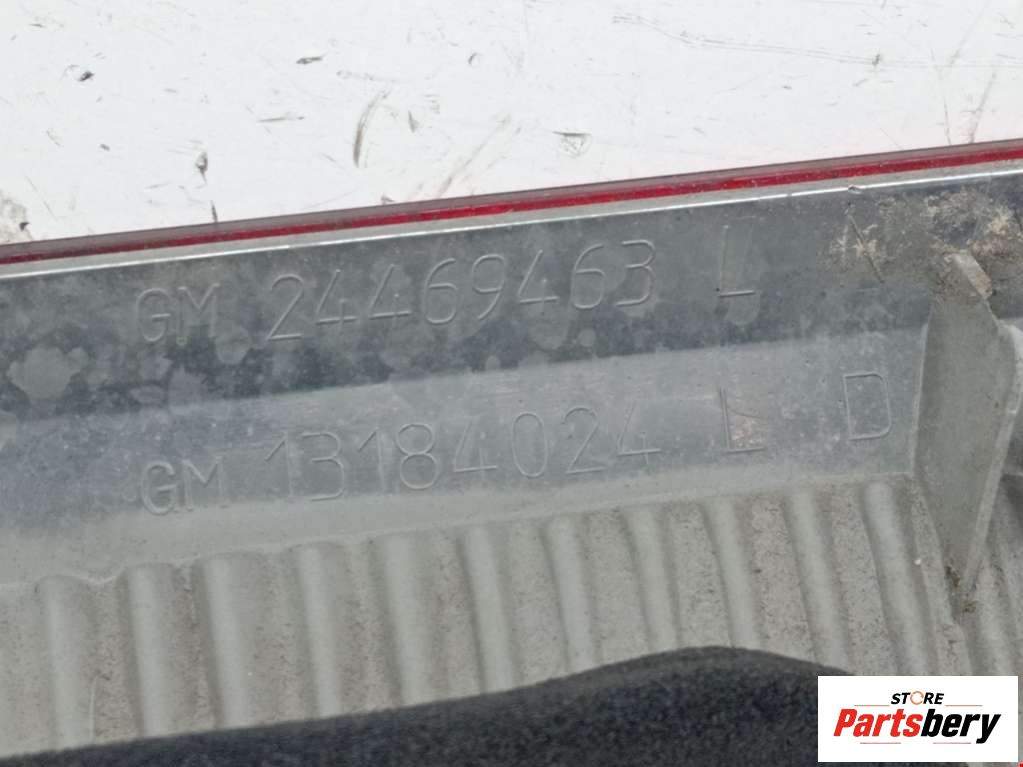 GM 24469463 L
GM 13184024 L D
STORE
Partsbery